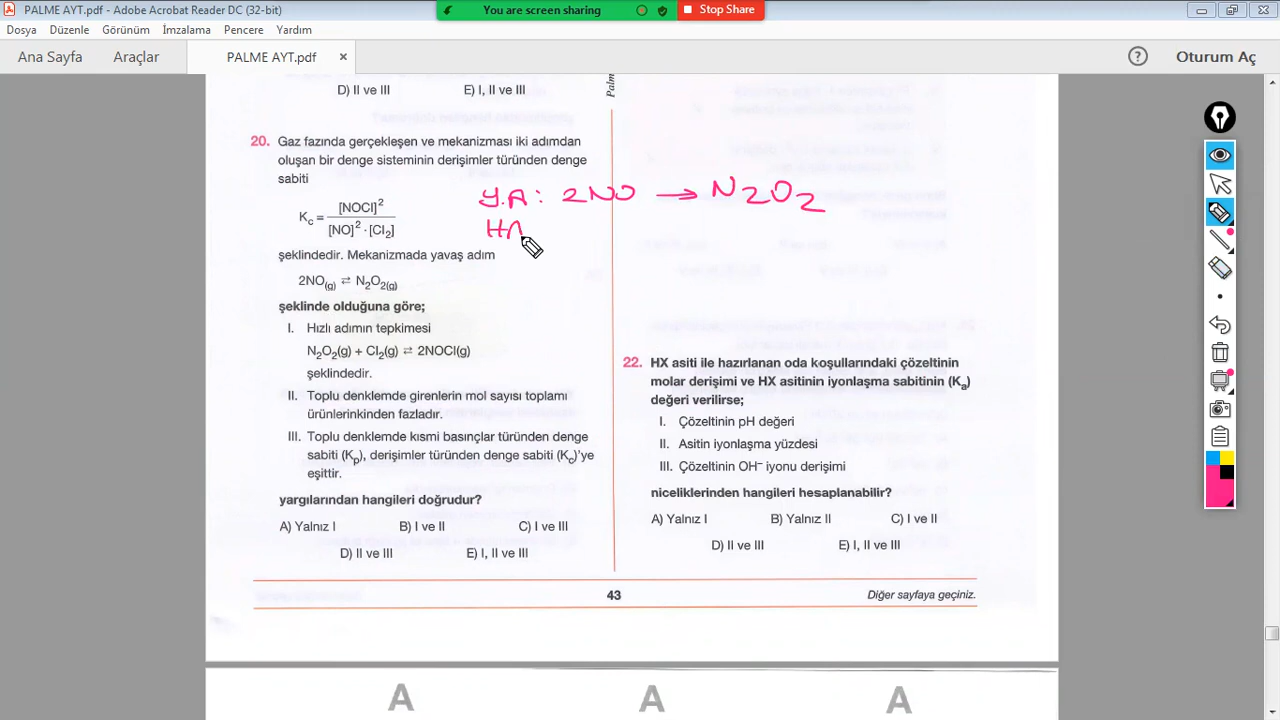 PALME AYT.pdf - Adobe Acrobat Reader DC (32-bit)
You are screen sharing
Stop Share
Dosya Düzenle Görünüm İmzalama Pencere Yardım
Ana Sayfa Araçlar PALME AYT.pdf × Oturum Aç
D) II ve III E) I, II ve III
Palm
20. Gaz fazında gerçekleşen ve mekanizması iki adımdan
oluşan bir denge sisteminin derişimler türünden denge
sabiti
Kc = [NOCl]² / [NO]² · [Cl₂]
şeklindedir. Mekanizmada yavaş adım
2NO(g) ⇄ N₂O₂(g)
şeklinde olduğuna göre;
I. Hızlı adımın tepkimesi
N₂O₂(g) + Cl₂(g) ⇄ 2NOCl(g)
şeklindedir.
II. Toplu denklemde girenlerin mol sayısı toplamı
ürünlerinkinden fazladır.
III. Toplu denklemde kısmi basınçlar türünden denge
sabiti (Kp), derişimler türünden denge sabiti (Kc)'ye
eşittir.
yargılarından hangileri doğrudur?
A) Yalnız I B) I ve II C) I ve III
D) II ve III E) I, II ve III
Y.A: 2NO → N2O2
HA
22. HX asiti ile hazırlanan oda koşullarındaki çözeltinin
molar derişimi ve HX asitinin iyonlaşma sabitinin (Ka)
değeri verilirse;
I. Çözeltinin pH değeri
II. Asitin iyonlaşma yüzdesi
III. Çözeltinin OH⁻ iyonu derişimi
niceliklerinden hangileri hesaplanabilir?
A) Yalnız I B) Yalnız II C) I ve II
D) II ve III E) I, II ve III
43
Diğer sayfaya geçiniz.
A A A